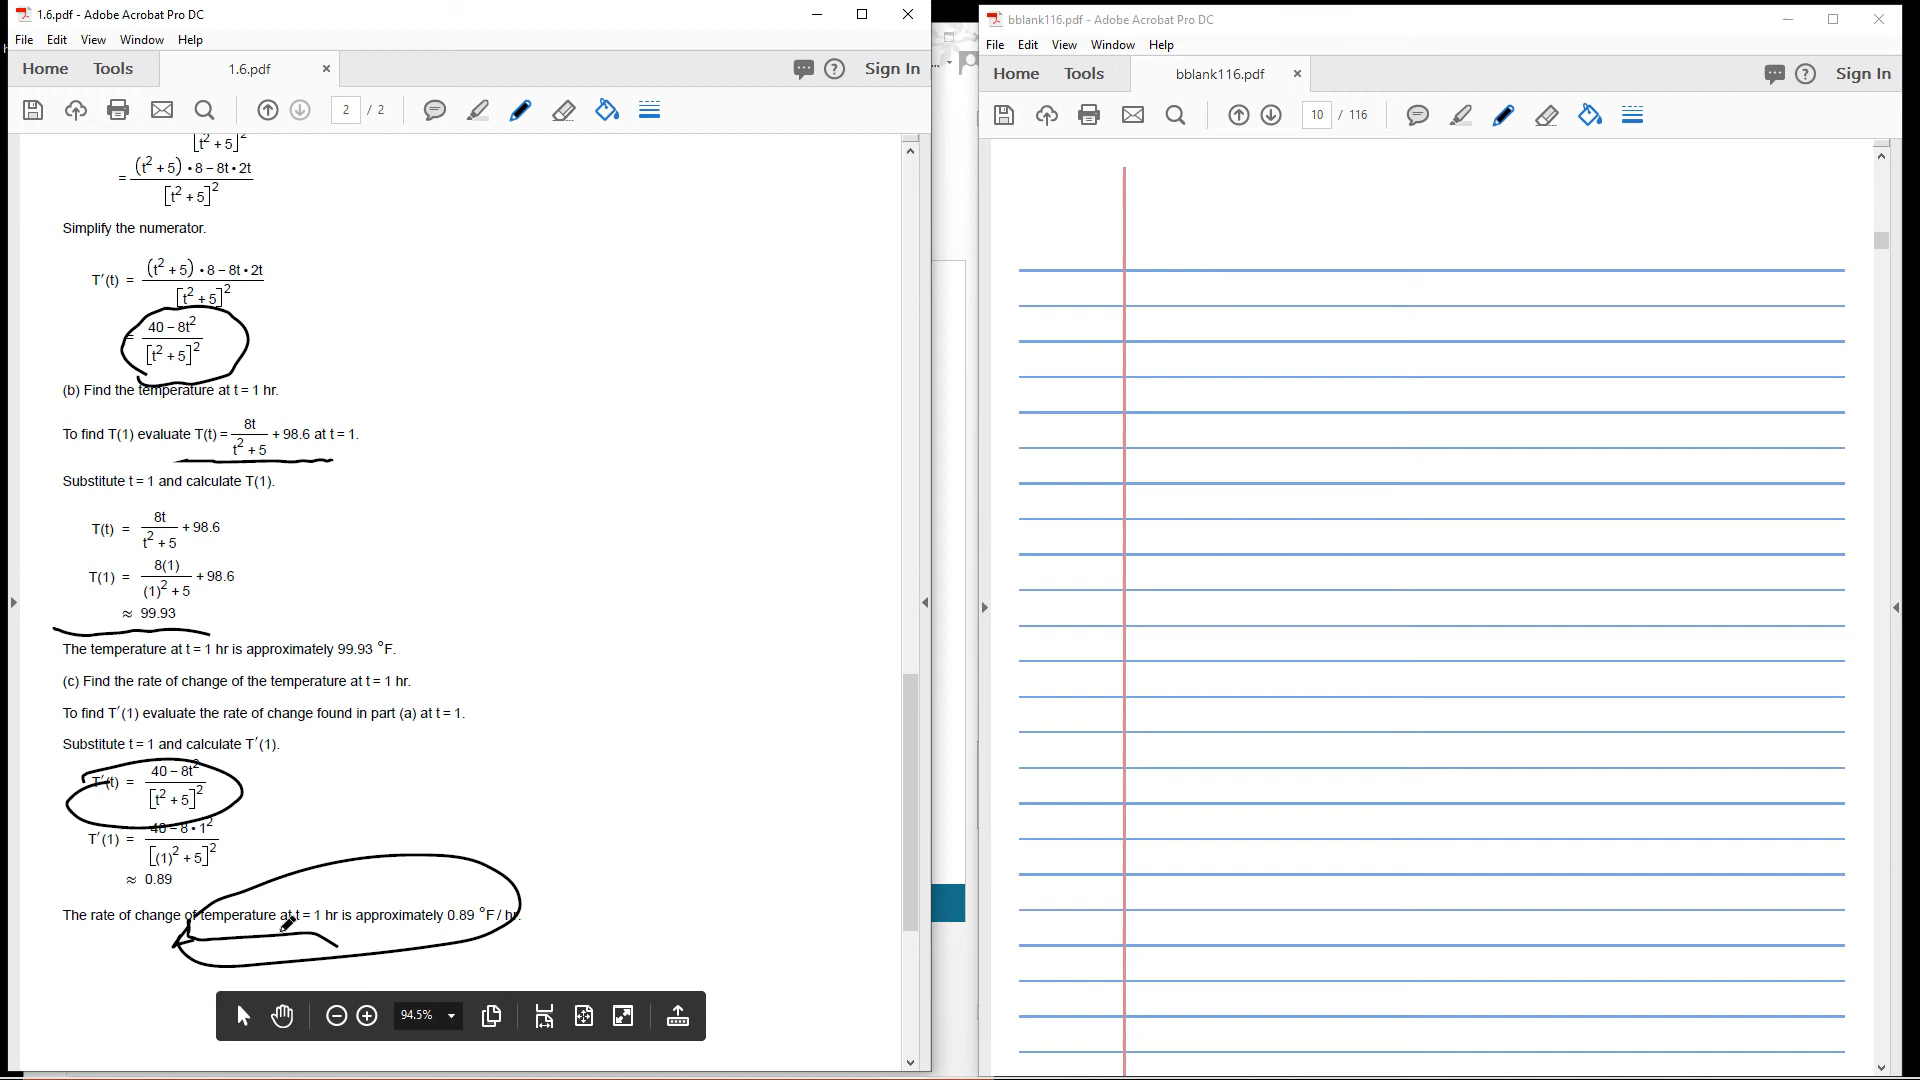 1.6.pdf - Adobe Acrobat Pro DC
File Edit View Window Help
Home Tools 1.6.pdf × Sign In
2 / 2
[t² + 5]²
= (t² + 5) • 8 − 8t • 2t / [t² + 5]²
Simplify the numerator.
T′(t) = (t² + 5) • 8 − 8t • 2t / [t² + 5]²
= 40 − 8t² / [t² + 5]²
(b) Find the temperature at t = 1 hr.
To find T(1) evaluate T(t) = 8t / t² + 5 + 98.6 at t = 1.
Substitute t = 1 and calculate T(1).
T(t) = 8t / t² + 5 + 98.6
T(1) = 8(1) / (1)² + 5 + 98.6
≈ 99.93
The temperature at t = 1 hr is approximately 99.93 °F.
(c) Find the rate of change of the temperature at t = 1 hr.
To find T′(1) evaluate the rate of change found in part (a) at t = 1.
Substitute t = 1 and calculate T′(1).
T′(t) = 40 − 8t² / [t² + 5]²
T′(1) = 40 − 8 • 1² / [(1)² + 5]²
≈ 0.89
The rate of change of temperature at t = 1 hr is approximately 0.89 °F / hr.
94.5%
bblank116.pdf - Adobe Acrobat Pro DC
File Edit View Window Help
Home Tools bblank116.pdf × Sign In
10 / 116